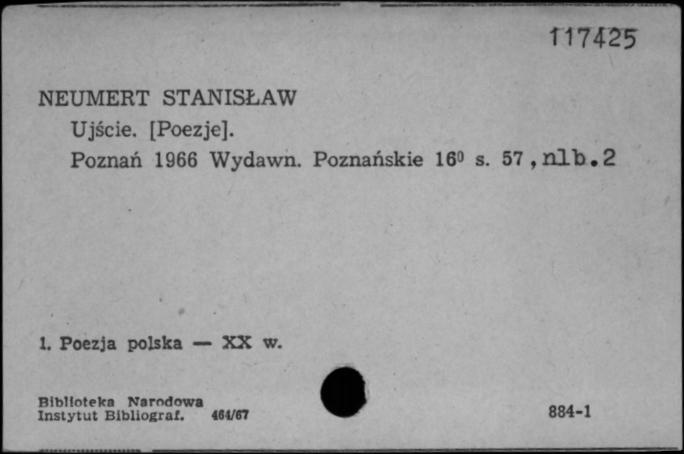 117425
NEUMERT STANISŁAW
Ujście. [Poezje].
Poznań 1966 Wydawn. Poznańskie 16⁰ s. 57 , nlb. 2
1. Poezja polska — XX w.
Biblioteka Narodowa
Instytut Bibliograf. 464/67
884-1